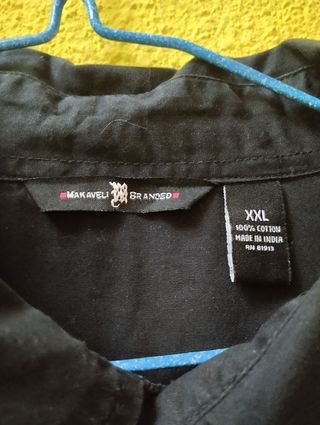 MAKAVELI M BRANDED
XXL
100% COTTON
MADE IN INDIA
RN 81913